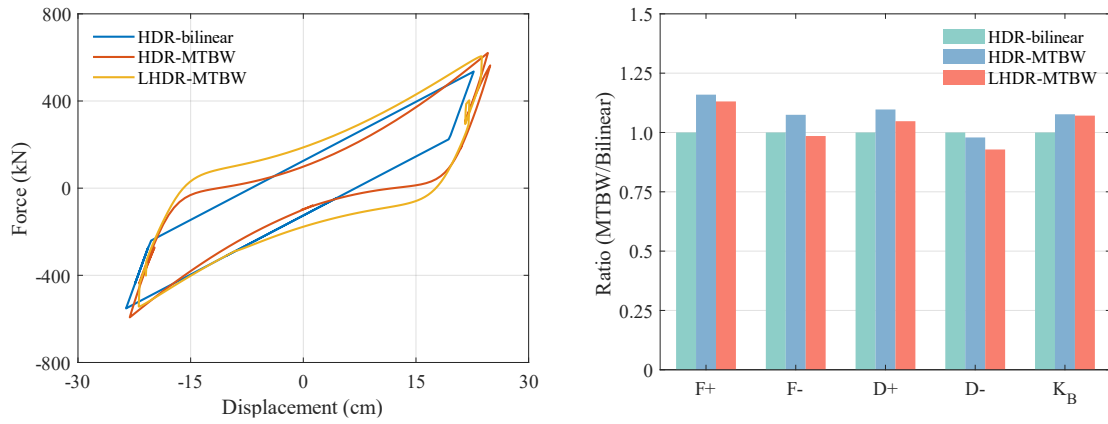 800
400
0
-400
-800
-30
-15
0
15
30
Force (kN)
Displacement (cm)
HDR-bilinear
HDR-MTBW
LHDR-MTBW
1.5
1.25
1.0
0.75
0.5
0.25
0
F+
F-
D+
D-
K_B
Ratio (MTBW/Bilinear)
HDR-bilinear
HDR-MTBW
LHDR-MTBW